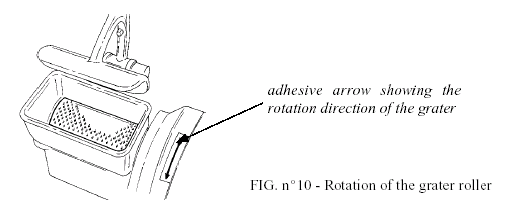 adhesive arrow showing the
rotation direction of the grater
FIG. n°10 - Rotation of the grater roller